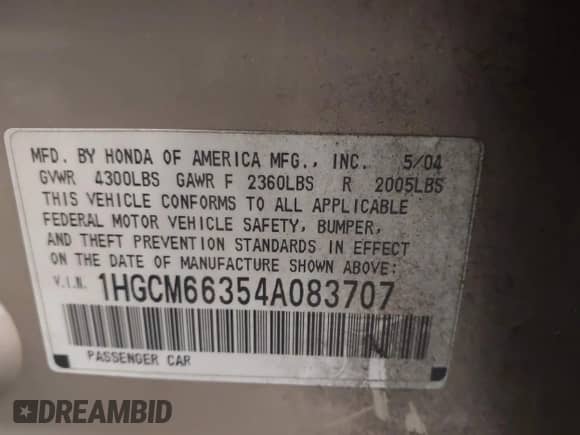 MFD. BY HONDA OF AMERICA MFG., INC. 5/04
GVWR 4300LBS GAWR F 2360LBS R 2005LBS
THIS VEHICLE CONFORMS TO ALL APPLICABLE
FEDERAL MOTOR VEHICLE SAFETY, BUMPER,
AND THEFT PREVENTION STANDARDS IN EFFECT
ON THE DATE OF MANUFACTURE SHOWN ABOVE:
V.I.N. 1HGCM66354A083707
PASSENGER CAR
DREAMBID